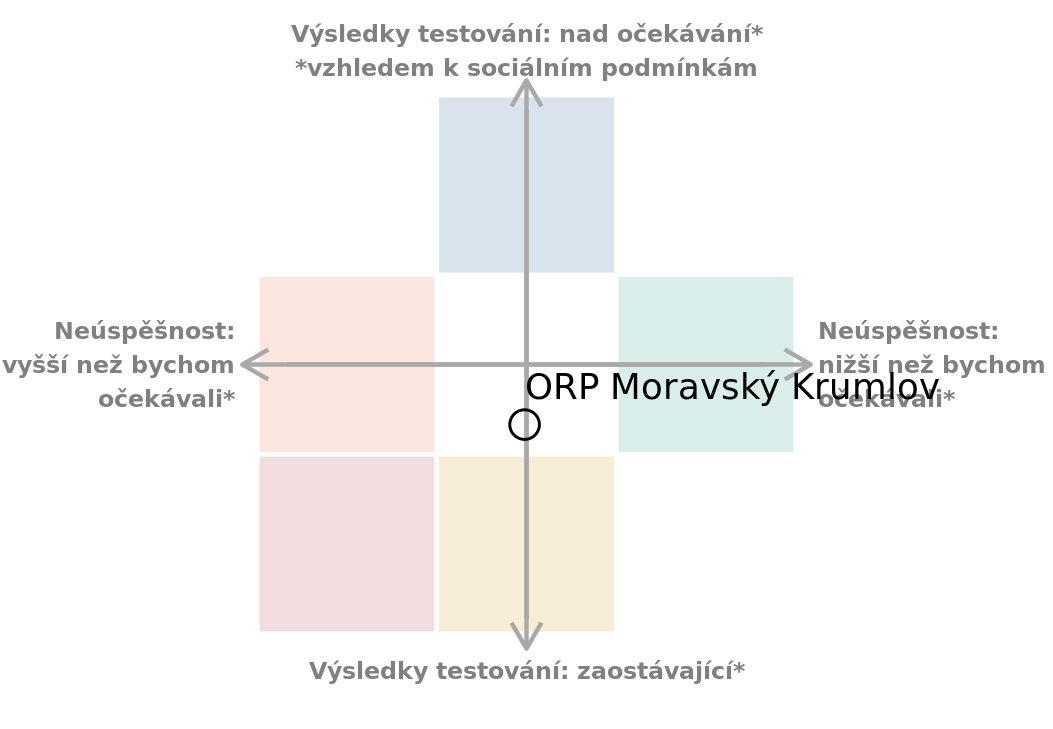 Výsledky testování: nad očekávání*
*vzhledem k sociálním podmínkám
Neúspěšnost:
vyšší než bychom
očekávali*
Neúspěšnost:
nižší než bychom
očekávali*
ORP Moravský Krumlov
Výsledky testování: zaostávající*